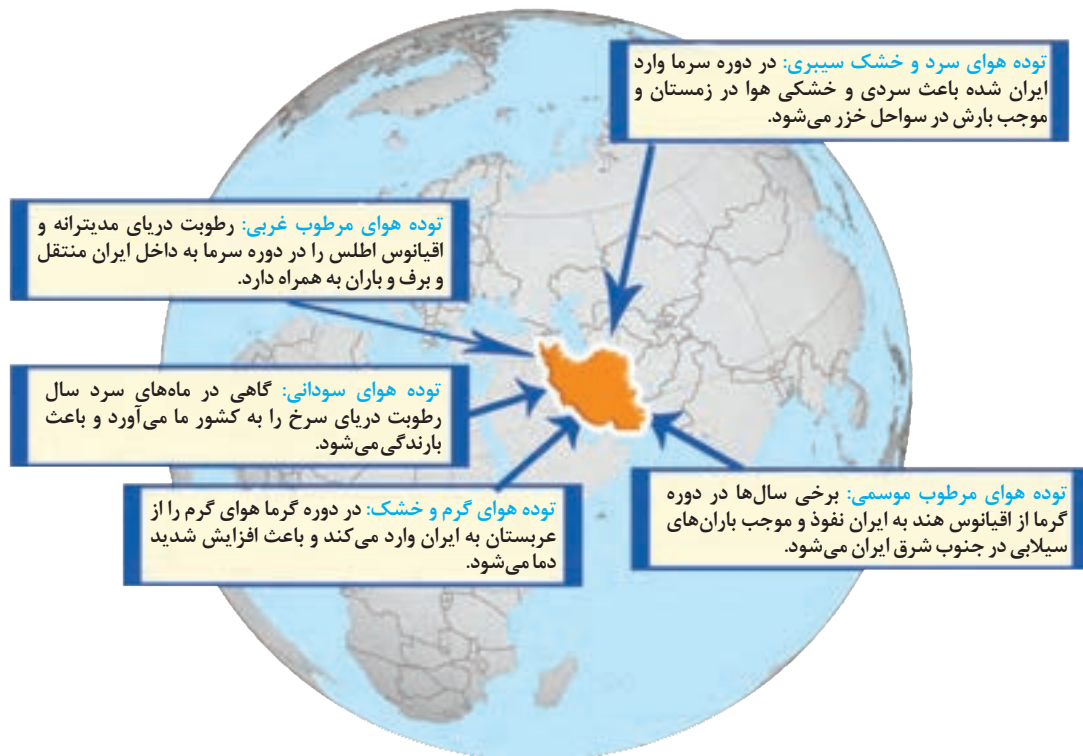 توده هوای سرد و خشک سیبری: در دوره سرما وارد
ایران شده باعث سردی و خشکی هوا در زمستان و
موجب بارش در سواحل خزر می‌شود.
توده هوای مرطوب غربی: رطوبت دریای مدیترانه و
اقیانوس اطلس را در دوره سرما به داخل ایران منتقل
و برف و باران به همراه دارد.
توده هوای سودانی: گاهی در ماه‌های سرد سال
رطوبت دریای سرخ را به کشور ما می‌آورد و باعث
بارندگی می‌شود.
توده هوای گرم و خشک: در دوره گرما هوای گرم را از
عربستان به ایران وارد می‌کند و باعث افزایش شدید
دما می‌شود.
توده هوای مرطوب موسمی: برخی سال‌ها در دوره
گرما از اقیانوس هند به ایران نفوذ و موجب باران‌های
سیلابی در جنوب شرق ایران می‌شود.